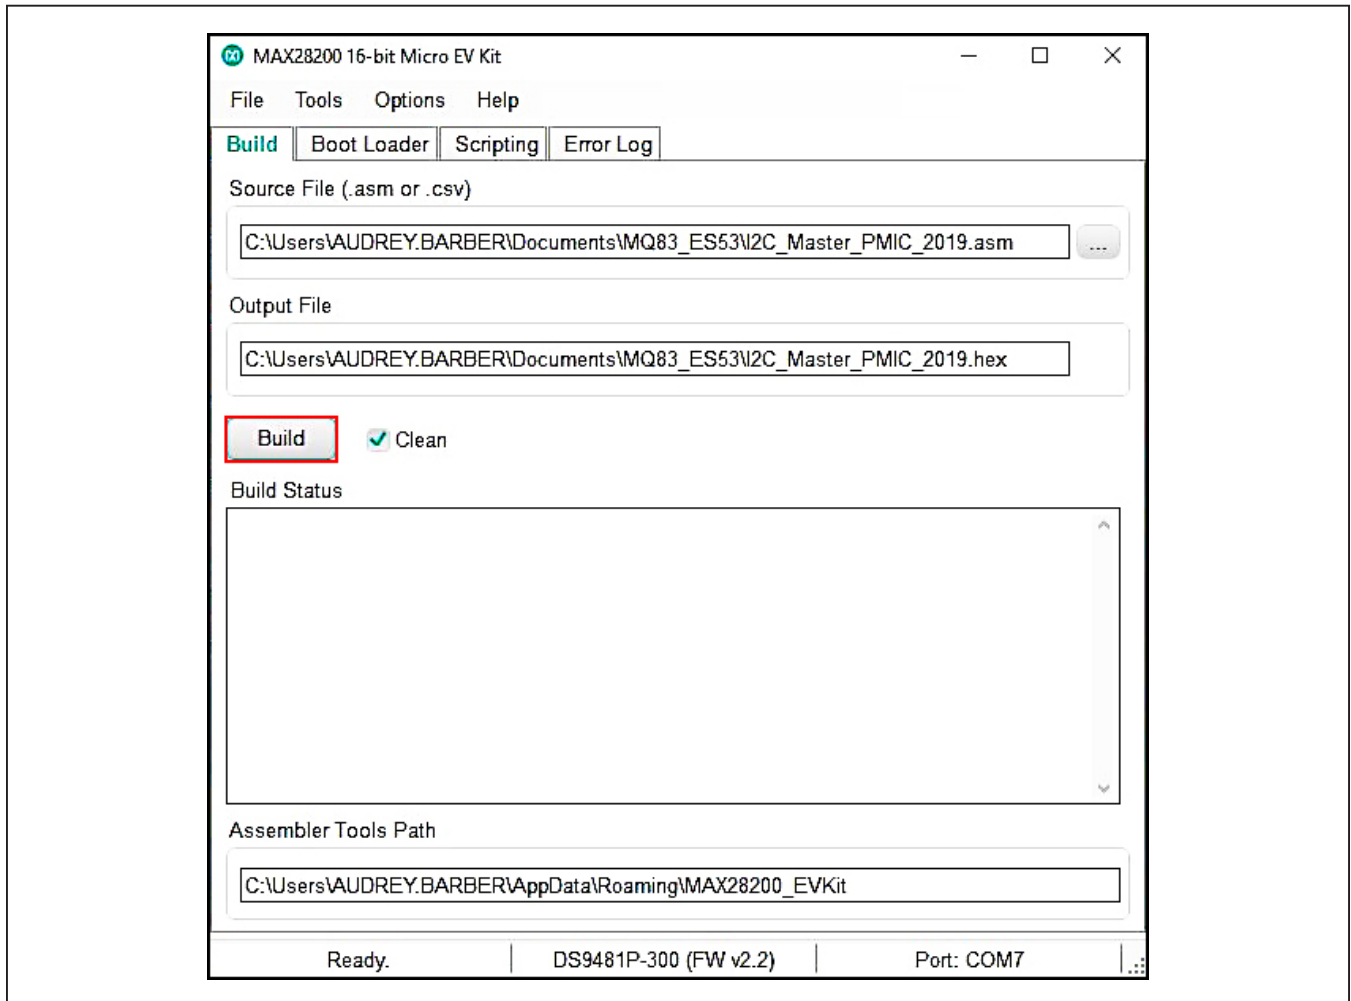 MAX28200 16-bit Micro EV Kit
File Tools Options Help
Build Boot Loader Scripting Error Log
Source File (.asm or .csv)
C:\Users\AUDREY.BARBER\Documents\MQ83_ES53\I2C_Master_PMIC_2019.asm ...
Output File
C:\Users\AUDREY.BARBER\Documents\MQ83_ES53\I2C_Master_PMIC_2019.hex
Build Clean
Build Status
Assembler Tools Path
C:\Users\AUDREY.BARBER\AppData\Roaming\MAX28200_EVKit
Ready. DS9481P-300 (FW v2.2) Port: COM7